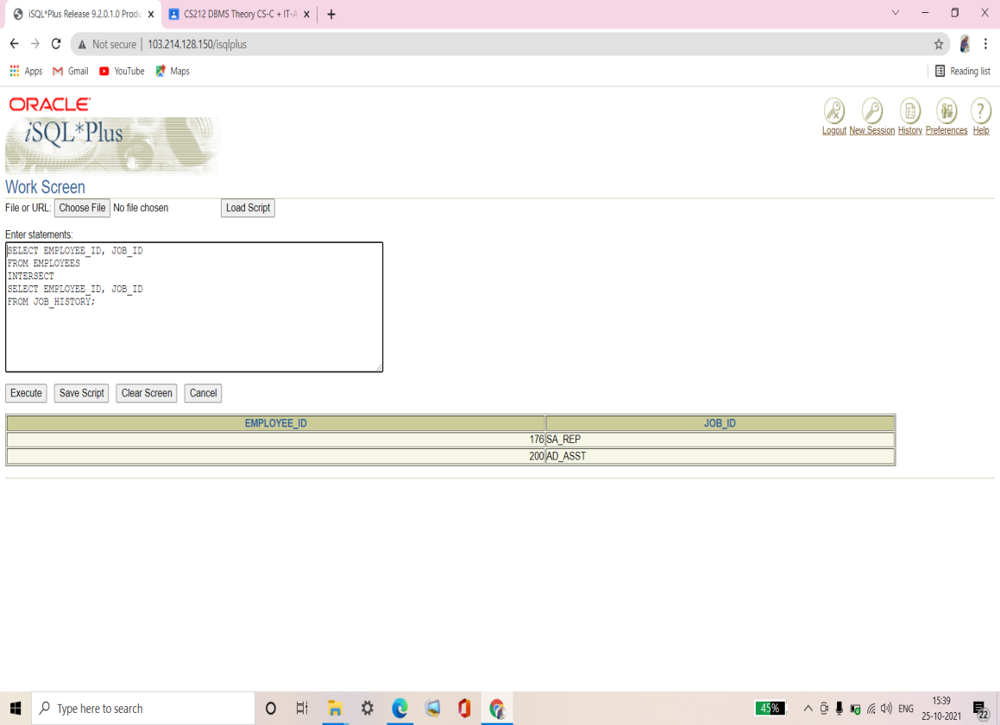 iSQL*Plus Release 9.2.0.1.0 Produ
CS212 DBMS Theory CS-C + IT-A
Not secure | 103.214.128.150/isqlplus
Apps Gmail YouTube Maps Reading list
ORACLE
iSQL*Plus
Logout New Session History Preferences Help
Work Screen
File or URL: Choose File No file chosen Load Script
Enter statements:
SELECT EMPLOYEE_ID, JOB_ID
FROM EMPLOYEES
INTERSECT
SELECT EMPLOYEE_ID, JOB_ID
FROM JOB_HISTORY;
Execute Save Script Clear Screen Cancel
EMPLOYEE_ID JOB_ID
176 SA_REP
200 AD_ASST
Type here to search
45%
ENG
15:39
25-10-2021
22